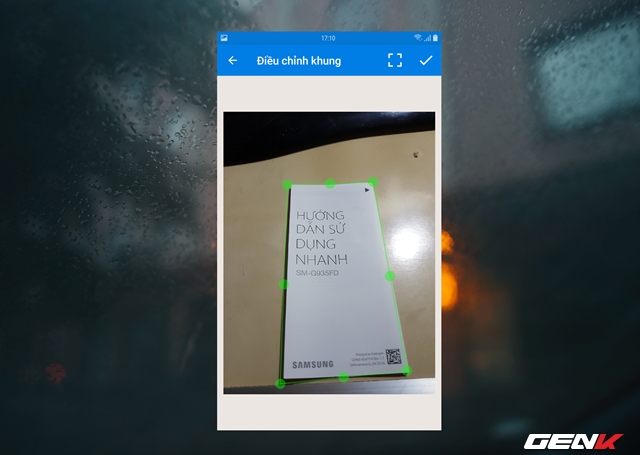 17:10
Điều chỉnh khung
HƯỚNG
DẪN SỬ
DỤNG
NHANH
SM-G935FD
SAMSUNG
GENK